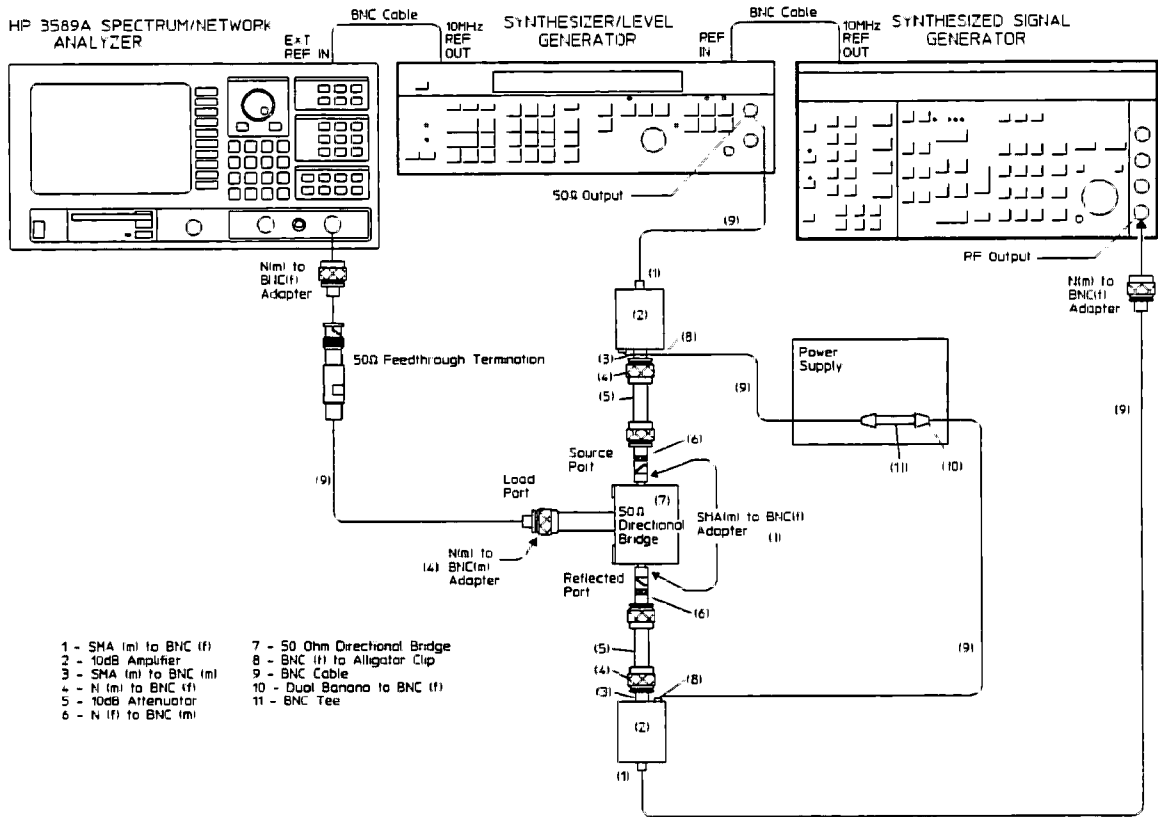 HP 3589A SPECTRUM/NETWORK
ANALYZER
EXT
REF IN
BNC Cable
10MHz
REF
OUT
SYNTHESIZER/LEVEL
GENERATOR
REF
IN
BNC Cable
10MHz
REF
OUT
SYNTHESIZED SIGNAL
GENERATOR
50Ω Output
(9)
RF Output
N(m) to
BNC(f)
Adapter
(1)
(2)
(8)
N(m) to
BNC(f)
Adapter
50Ω Feedthrough Termination
(3)
(4)
(5)
(9)
Power
Supply
(9)
(11)
(10)
(6)
Source
Port
(9)
Load
Port
(7)
50Ω
Directional
Bridge
SMA(m) to BNC(f)
Adapter (1)
N(m) to
(4) BNC(m)
Adapter
Reflected
Port
(6)
(5)
(9)
(4)
(8)
(3)
(2)
(1)
1 - SMA (m) to BNC (f)
2 - 10dB Amplifier
3 - SMA (m) to BNC (m)
4 - N (m) to BNC (f)
5 - 10dB Attenuator
6 - N (f) to BNC (m)
7 - 50 Ohm Directional Bridge
8 - BNC (f) to Alligator Clip
9 - BNC Cable
10 - Dual Banana to BNC (f)
11 - BNC Tee